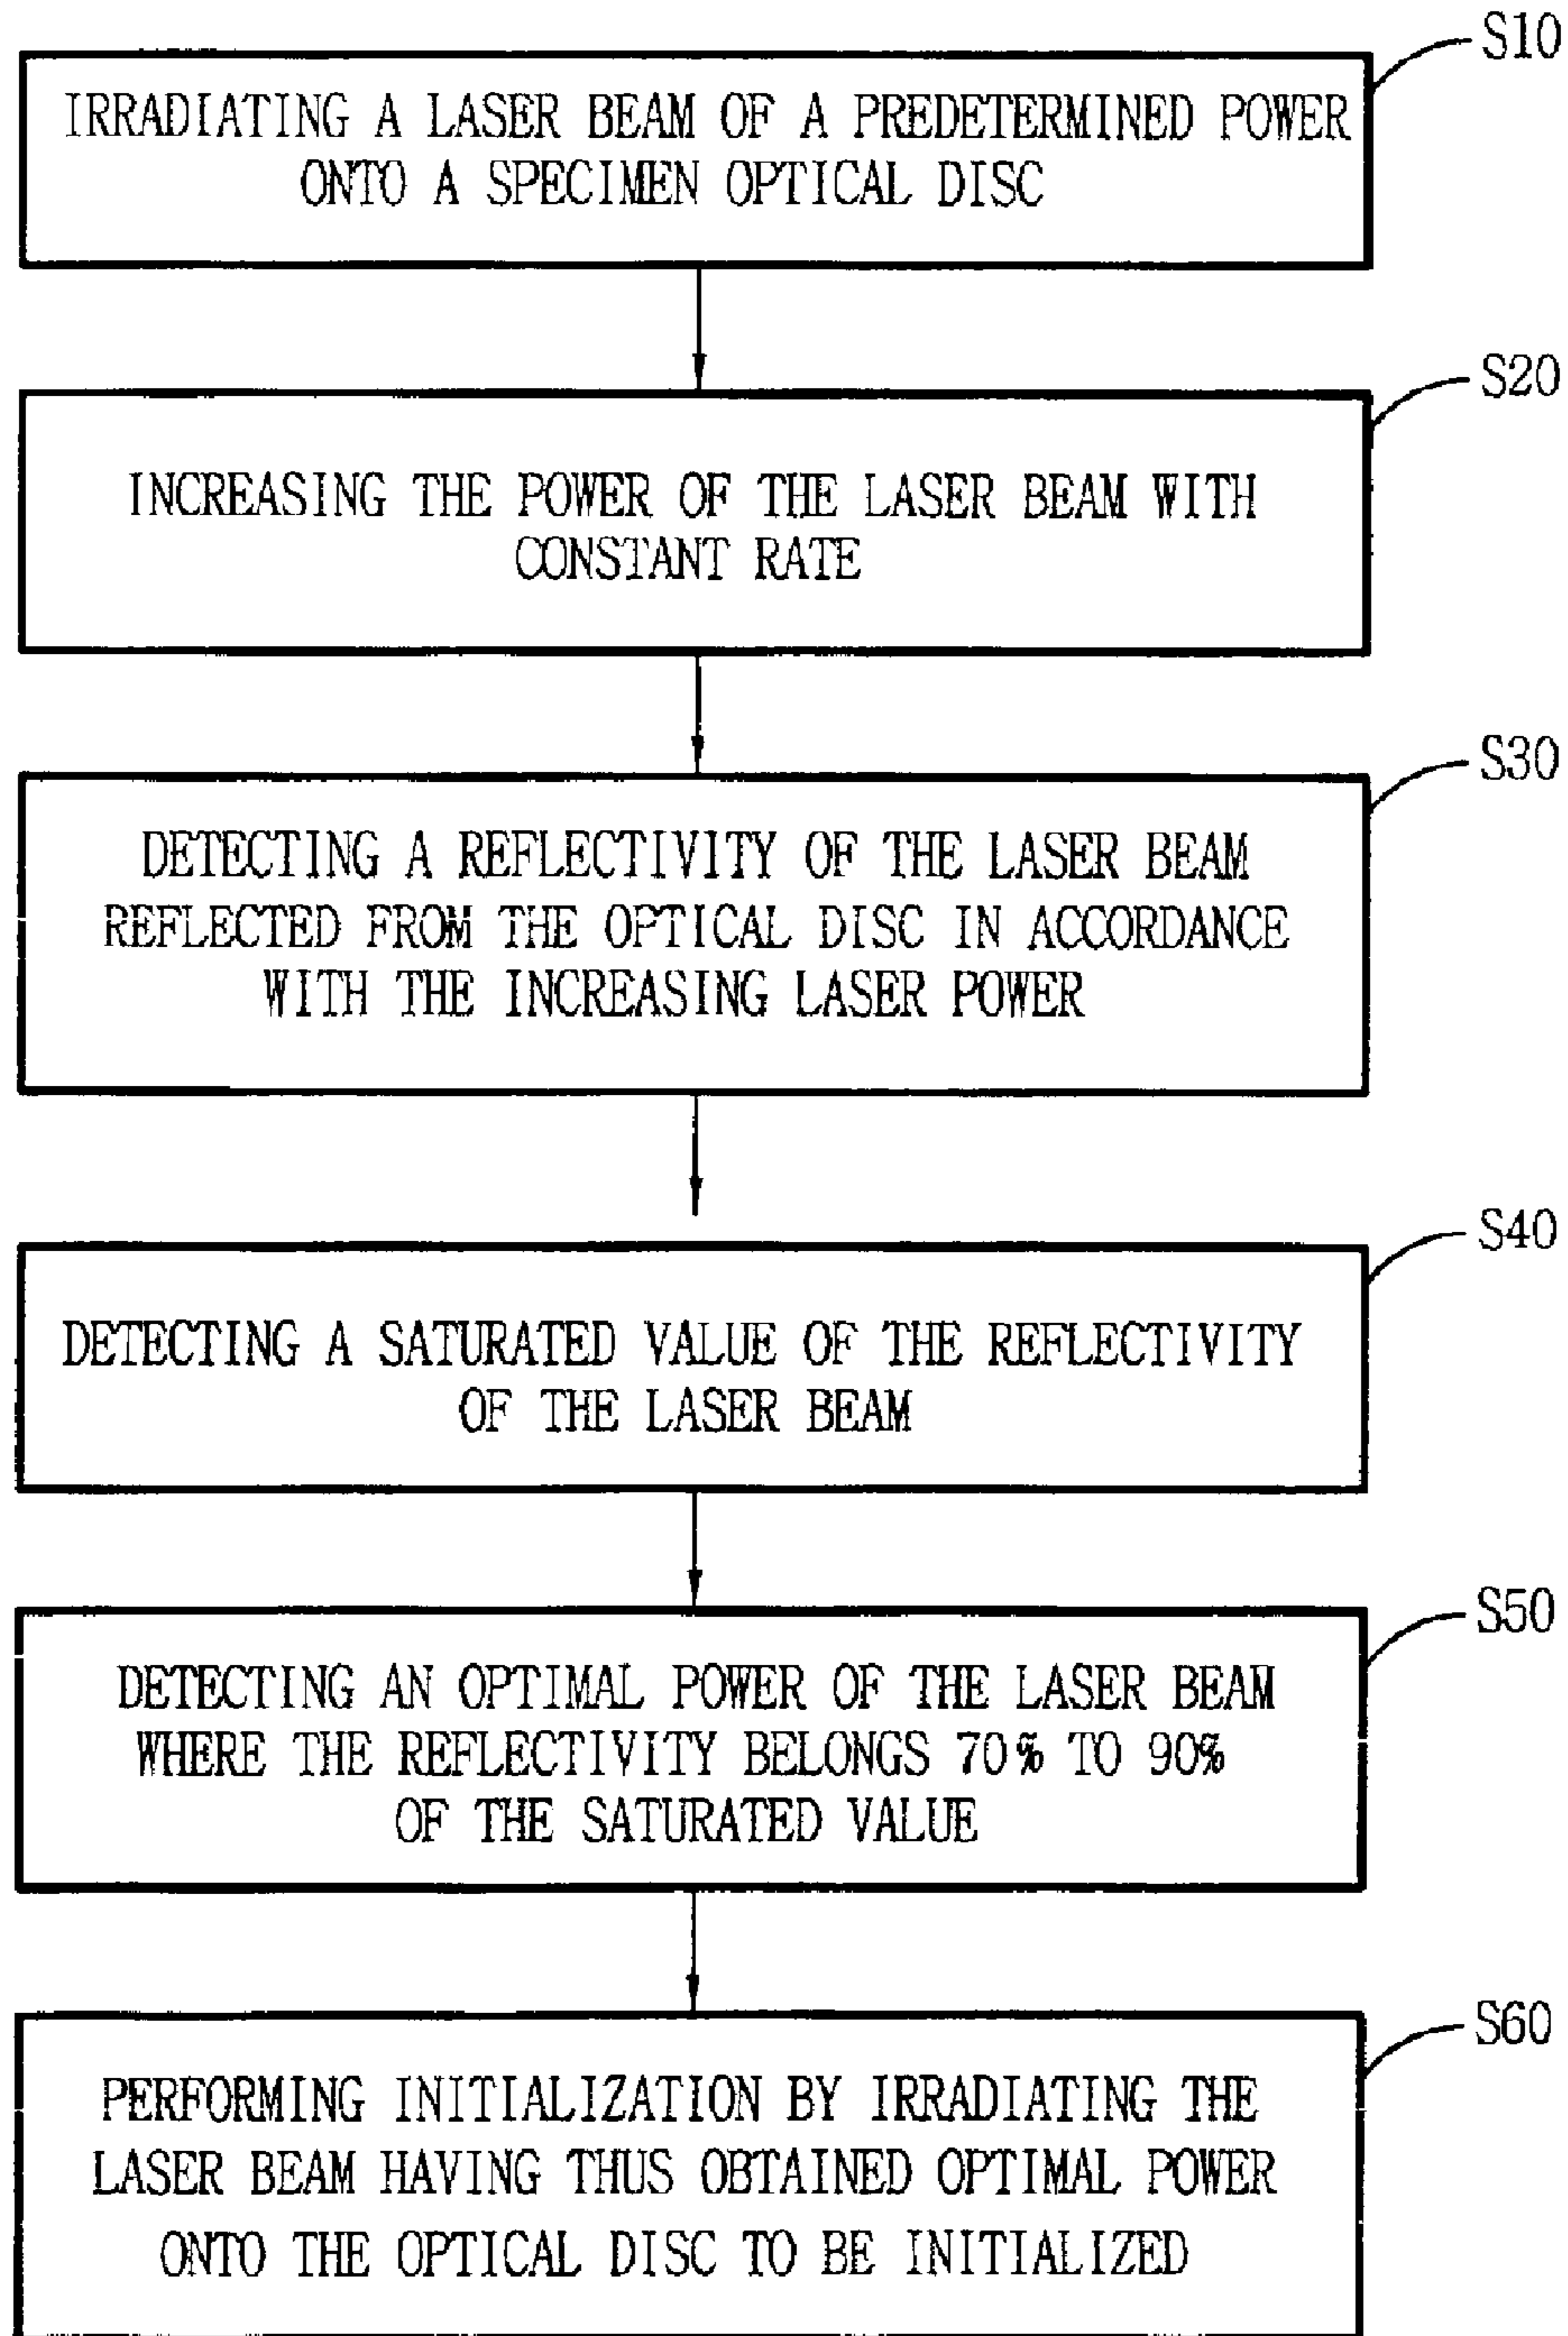 S10
IRRADIATING A LASER BEAM OF A PREDETERMINED POWER
ONTO A SPECIMEN OPTICAL DISC
S20
INCREASING THE POWER OF THE LASER BEAM WITH
CONSTANT RATE
S30
DETECTING A REFLECTIVITY OF THE LASER BEAM
REFLECTED FROM THE OPTICAL DISC IN ACCORDANCE
WITH THE INCREASING LASER POWER
S40
DETECTING A SATURATED VALUE OF THE REFLECTIVITY
OF THE LASER BEAM
S50
DETECTING AN OPTIMAL POWER OF THE LASER BEAM
WHERE THE REFLECTIVITY BELONGS 70% TO 90%
OF THE SATURATED VALUE
S60
PERFORMING INITIALIZATION BY IRRADIATING THE
LASER BEAM HAVING THUS OBTAINED OPTIMAL POWER
ONTO THE OPTICAL DISC TO BE INITIALIZED